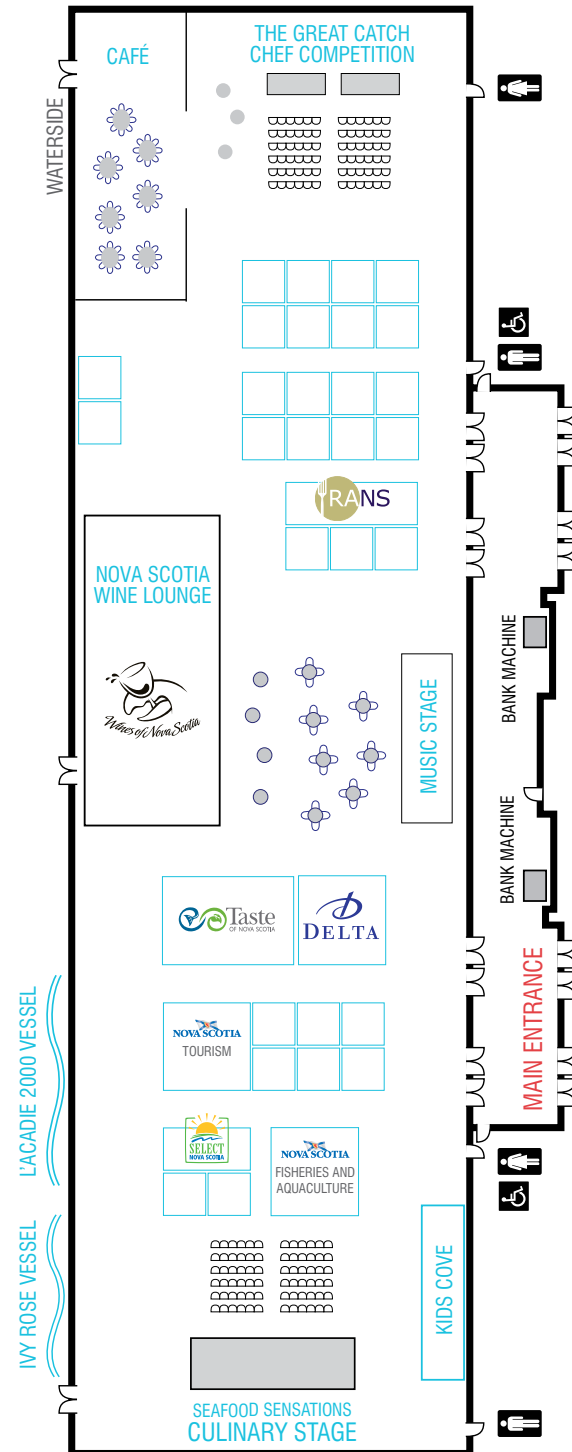 THE GREAT CATCH
CHEF COMPETITION
CAFÉ
WATERSIDE
RANS
NOVA SCOTIA
WINE LOUNGE
Wines of Nova Scotia
MUSIC STAGE
BANK MACHINE
BANK MACHINE
Taste
OF NOVA SCOTIA
DELTA
MAIN ENTRANCE
L'ACADIE 2000 VESSEL
NOVA SCOTIA
TOURISM
SELECT
NOVA SCOTIA
NOVA SCOTIA
FISHERIES AND
AQUACULTURE
IVY ROSE VESSEL
KIDS COVE
SEAFOOD SENSATIONS
CULINARY STAGE